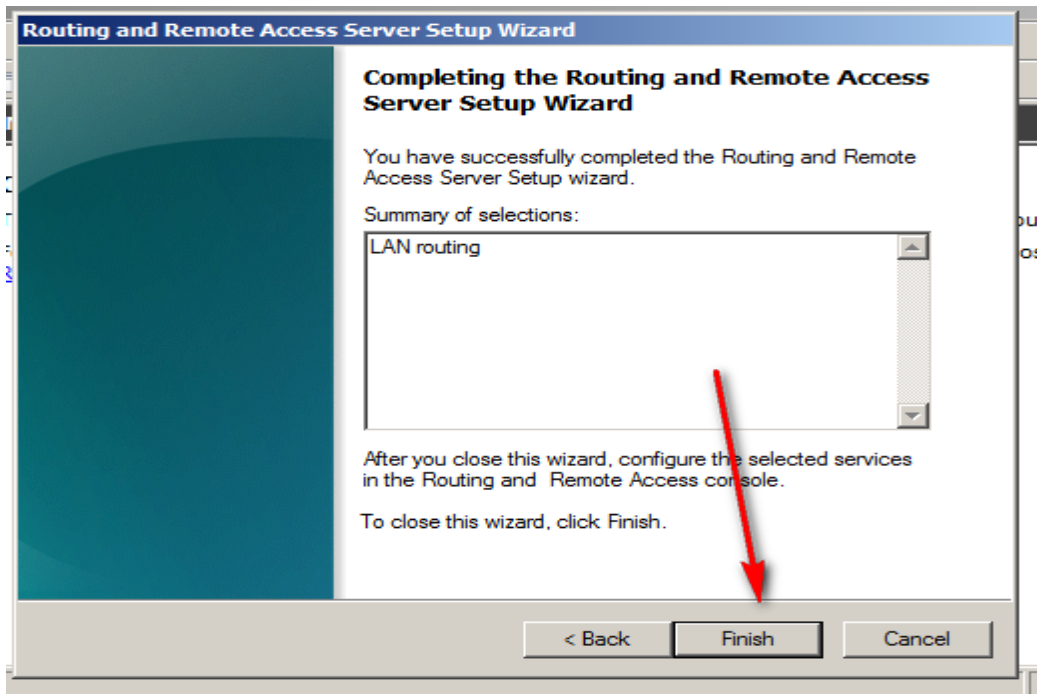 Routing and Remote Access Server Setup Wizard
Completing the Routing and Remote Access
Server Setup Wizard
You have successfully completed the Routing and Remote
Access Server Setup wizard.
Summary of selections:
LAN routing
After you close this wizard, configure the selected services
in the Routing and Remote Access console.
To close this wizard, click Finish.
< Back
Finish
Cancel